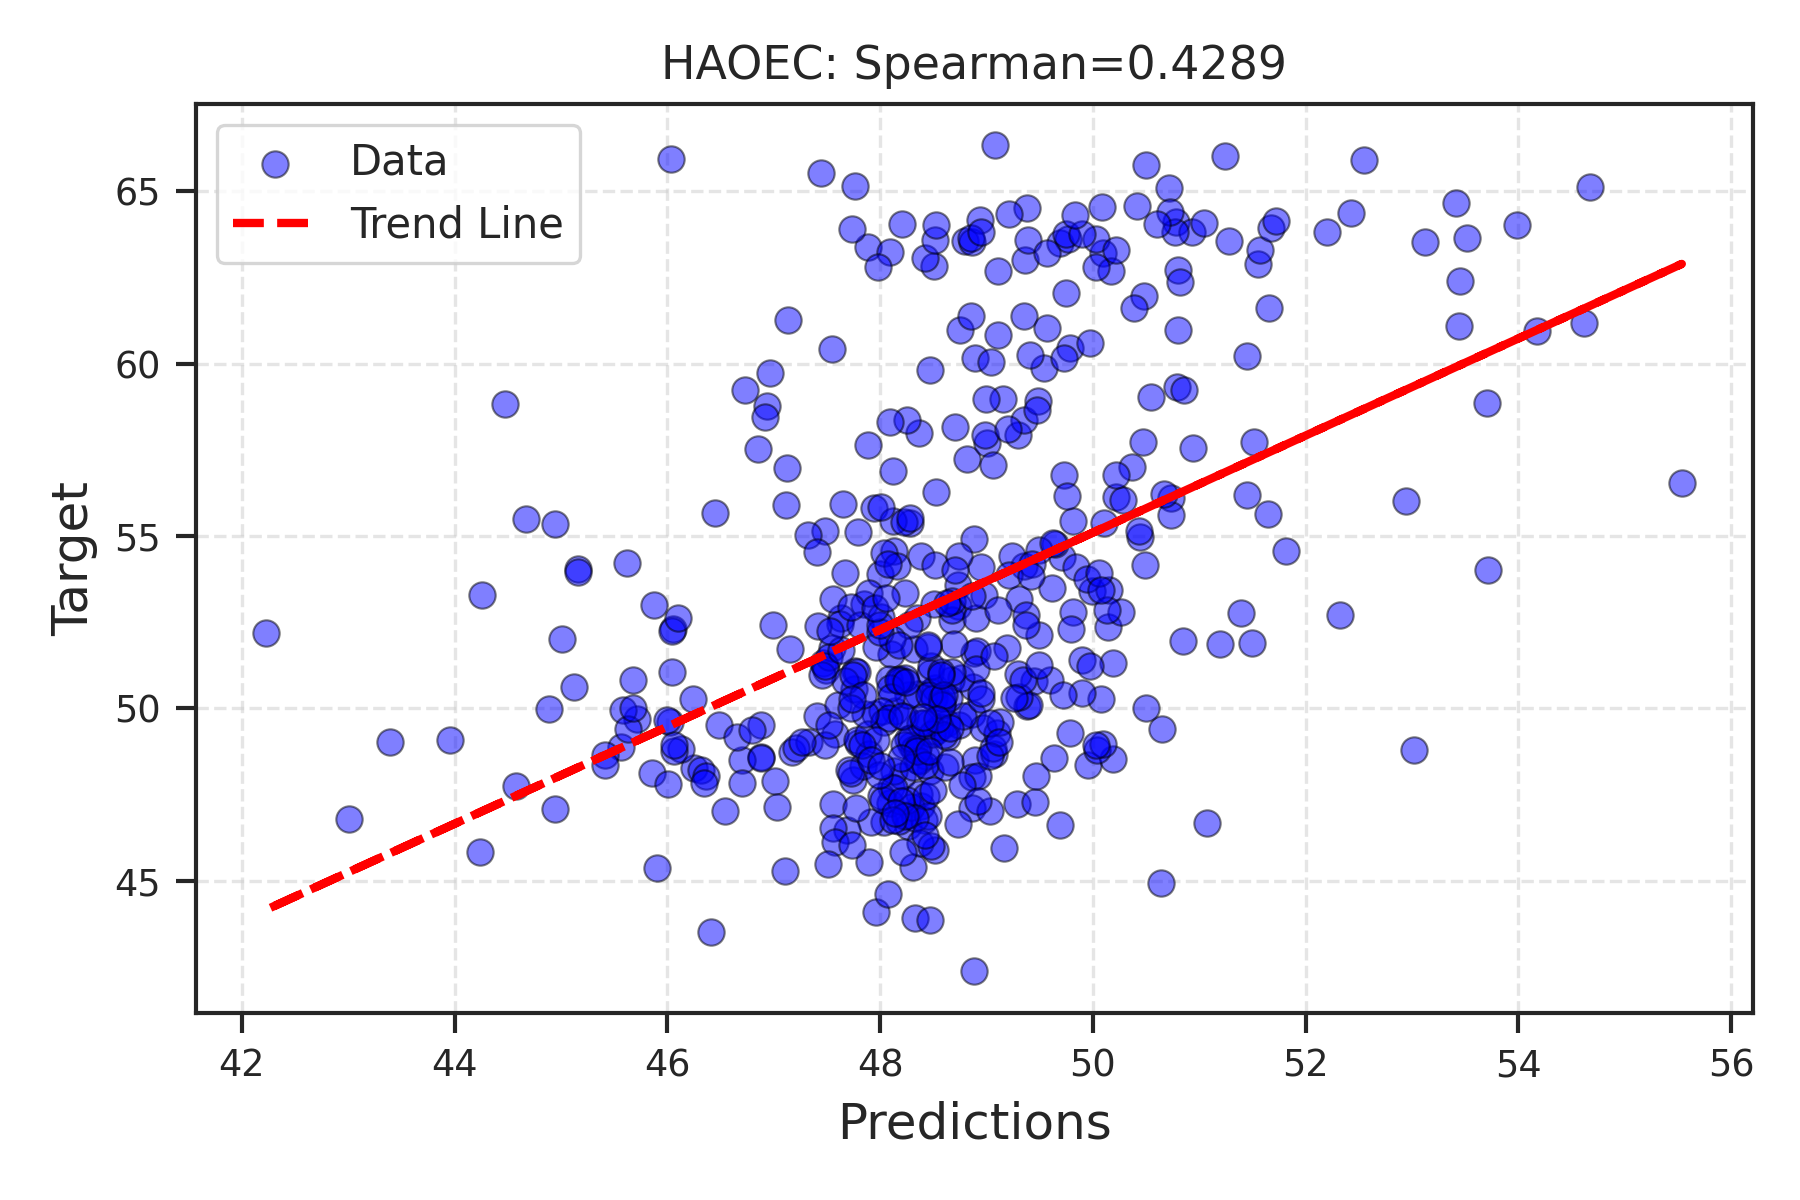 HAOEC: Spearman=0.4289
Data
Trend Line
65
60
55
50
45
Target
42 44 46 48 50 52 54 56
Predictions